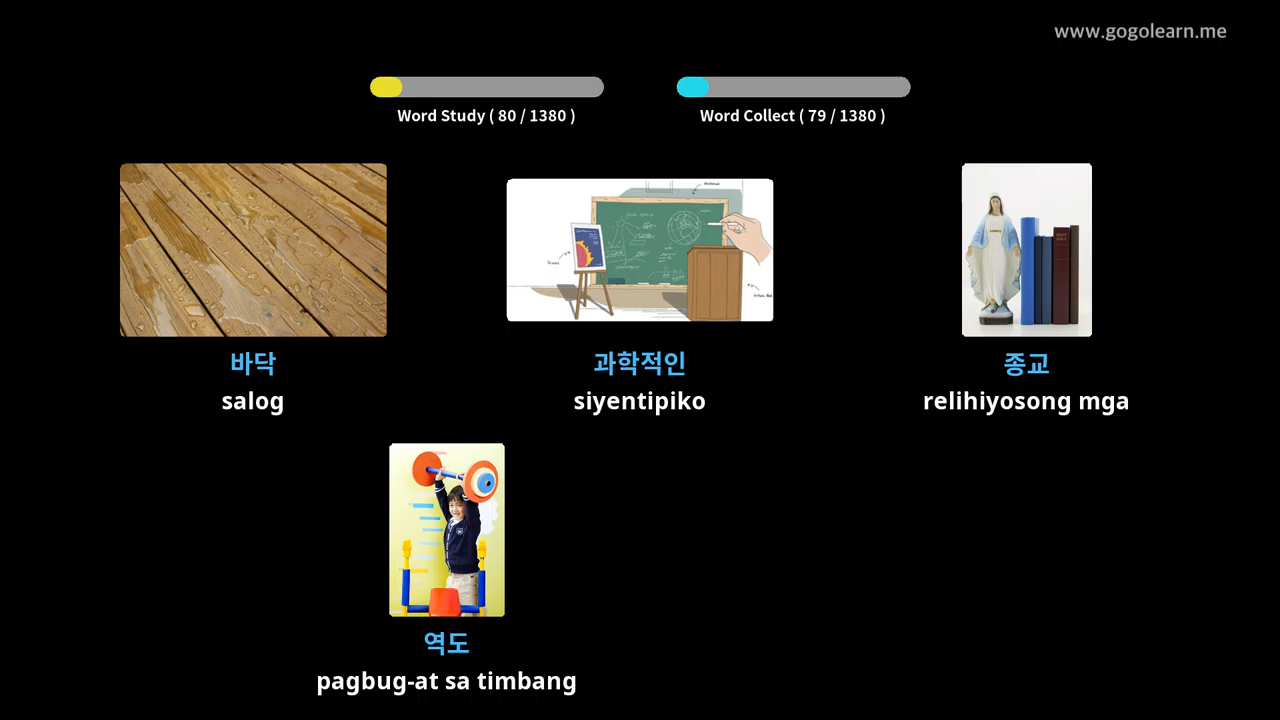 www.gogolearn.me
Word Study ( 80 / 1380 )
Word Collect ( 79 / 1380 )
바닥
과학적인
종교
salog
siyentipiko
relihiyosong mga
역도
pagbug-at sa timbang